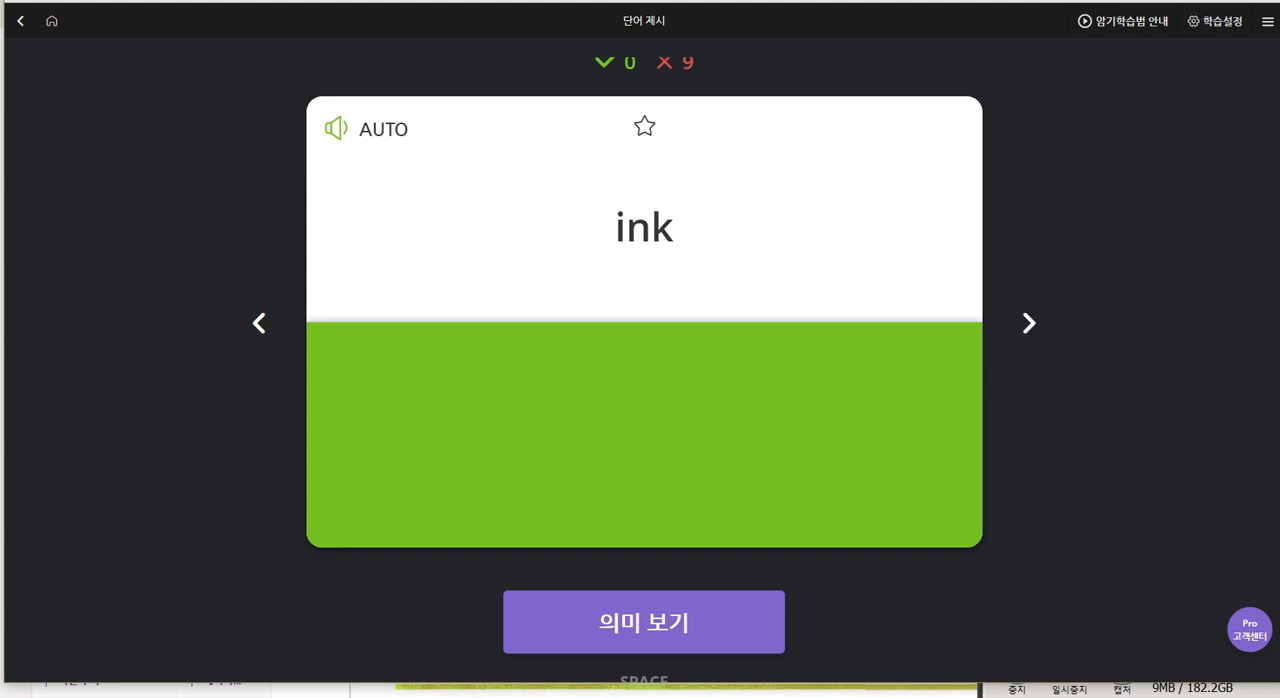 단어 제시
암기학습법 안내
학습설정
0
9
AUTO
ink
의미 보기
Pro
고객센터
SPACE
중지
일시중지
캡처
9MB / 182.2GB